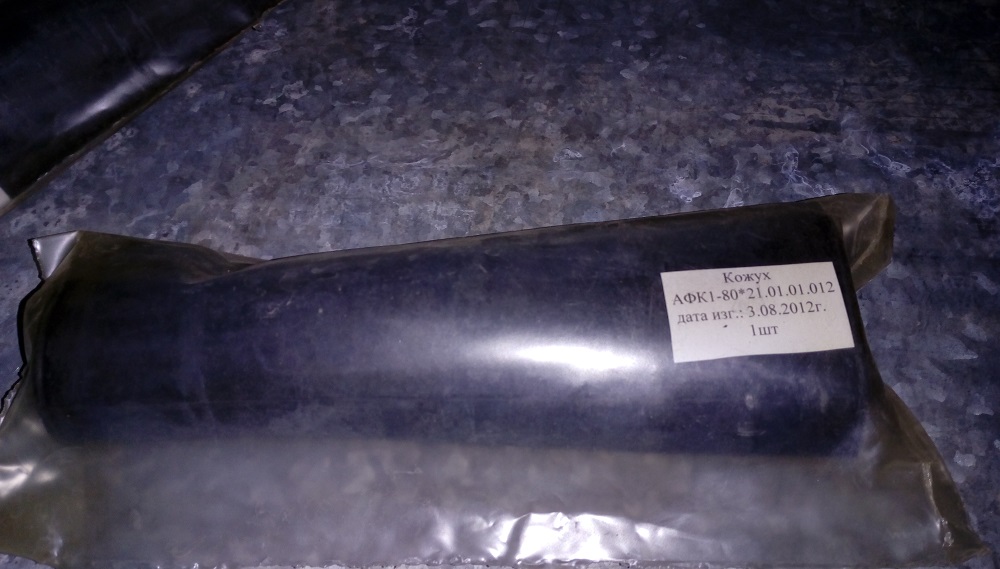 Кожух
АФК1-80*21.01.01.012
дата изг.: 3.08.2012г.
1шт